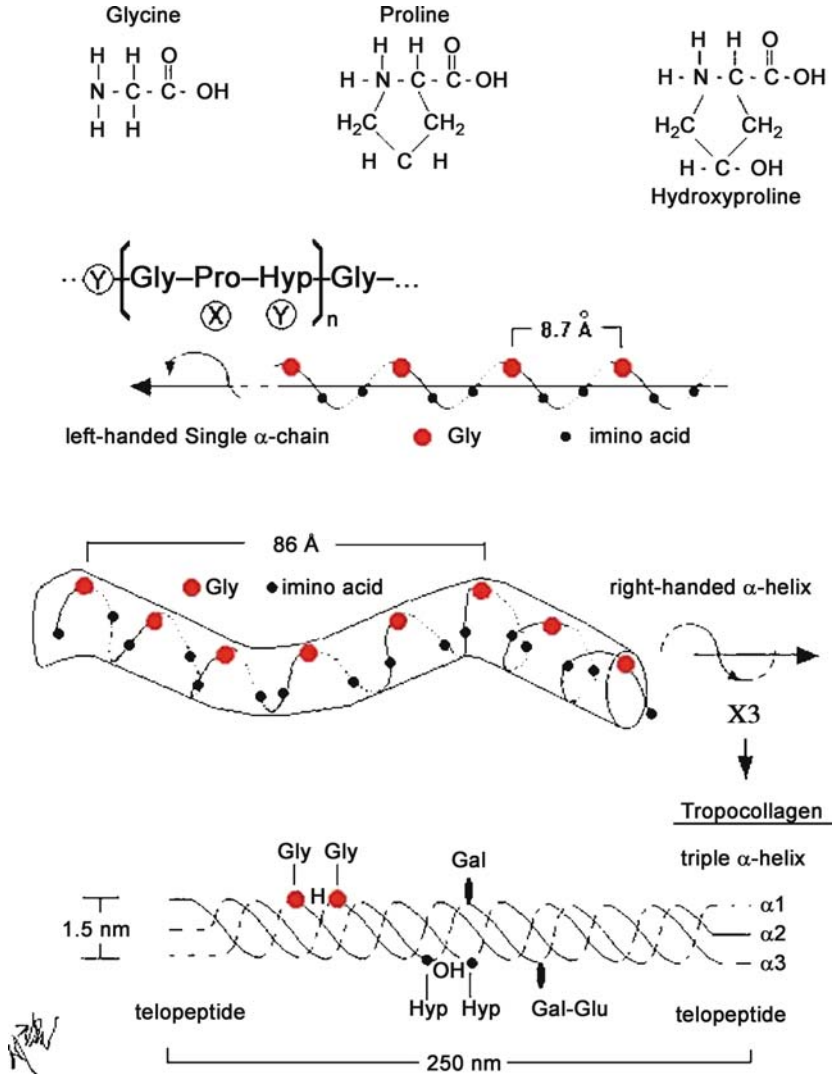 Glycine
Proline
Hydroxyproline
H H O
N - C - C - OH
H H
H O
H - N - C - C - OH
H₂C CH₂
H C H
H O
H - N - C - C - OH
H₂C CH₂
H - C - OH
··· Y [ Gly–Pro–Hyp ]n Gly–...
X Y
8.7 Å
left-handed Single α-chain Gly imino acid
86 Å
Gly imino acid right-handed α-helix
X3
Tropocollagen
Gly Gly Gal triple α-helix
H α1
1.5 nm α2
OH α3
Hyp Hyp Gal-Glu
telopeptide telopeptide
250 nm